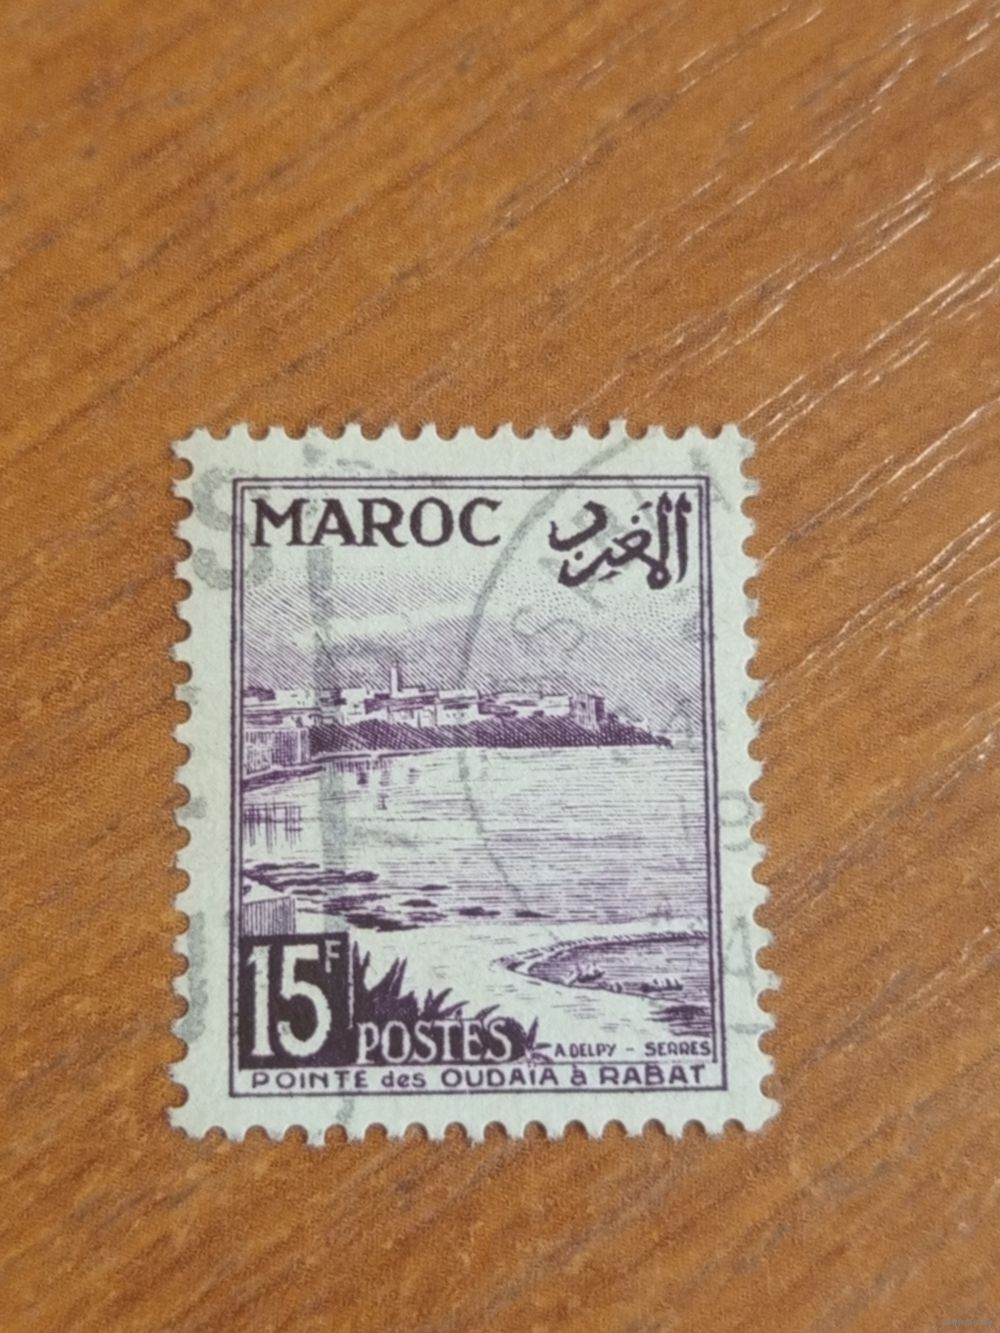 MAROC
المغرب
15F
POSTES
A.DELPY - SERRES
POINTE des OUDAIA à RABAT